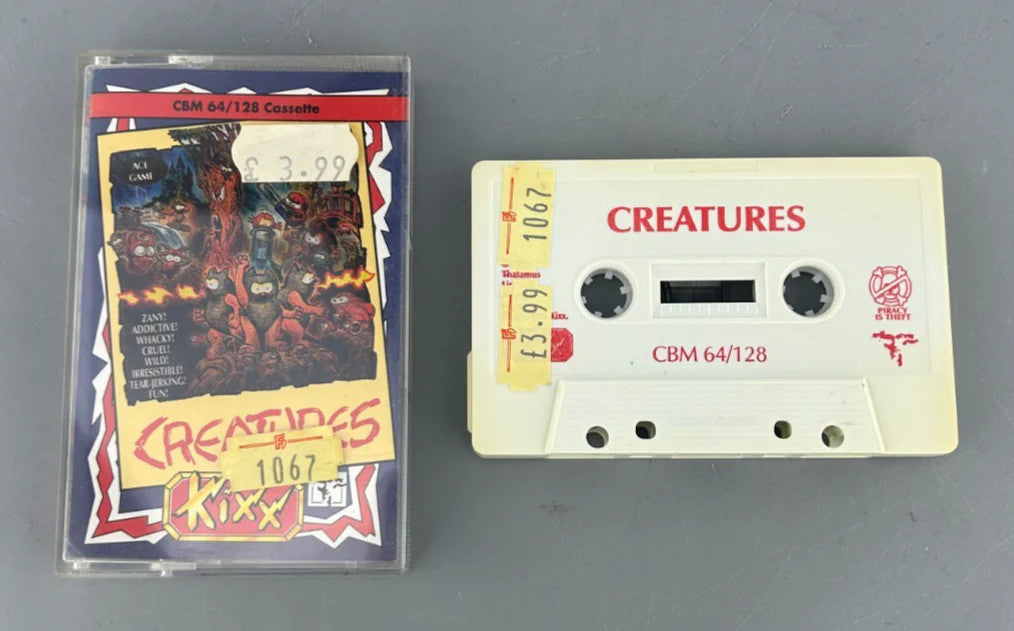 CBM 64/128 Cassette
£ 3.99
ACE
GAME
ZANY!
ADDICTIVE!
WHACKY!
CRUEL!
WILD!
IRRESISTIBLE!
TEAR-JERKING!
FUN!
CREATURES
1067
Kixx
1067
£3.99
CREATURES
Thalamus
Kixx.
PIRACY
IS THEFT
CBM 64/128